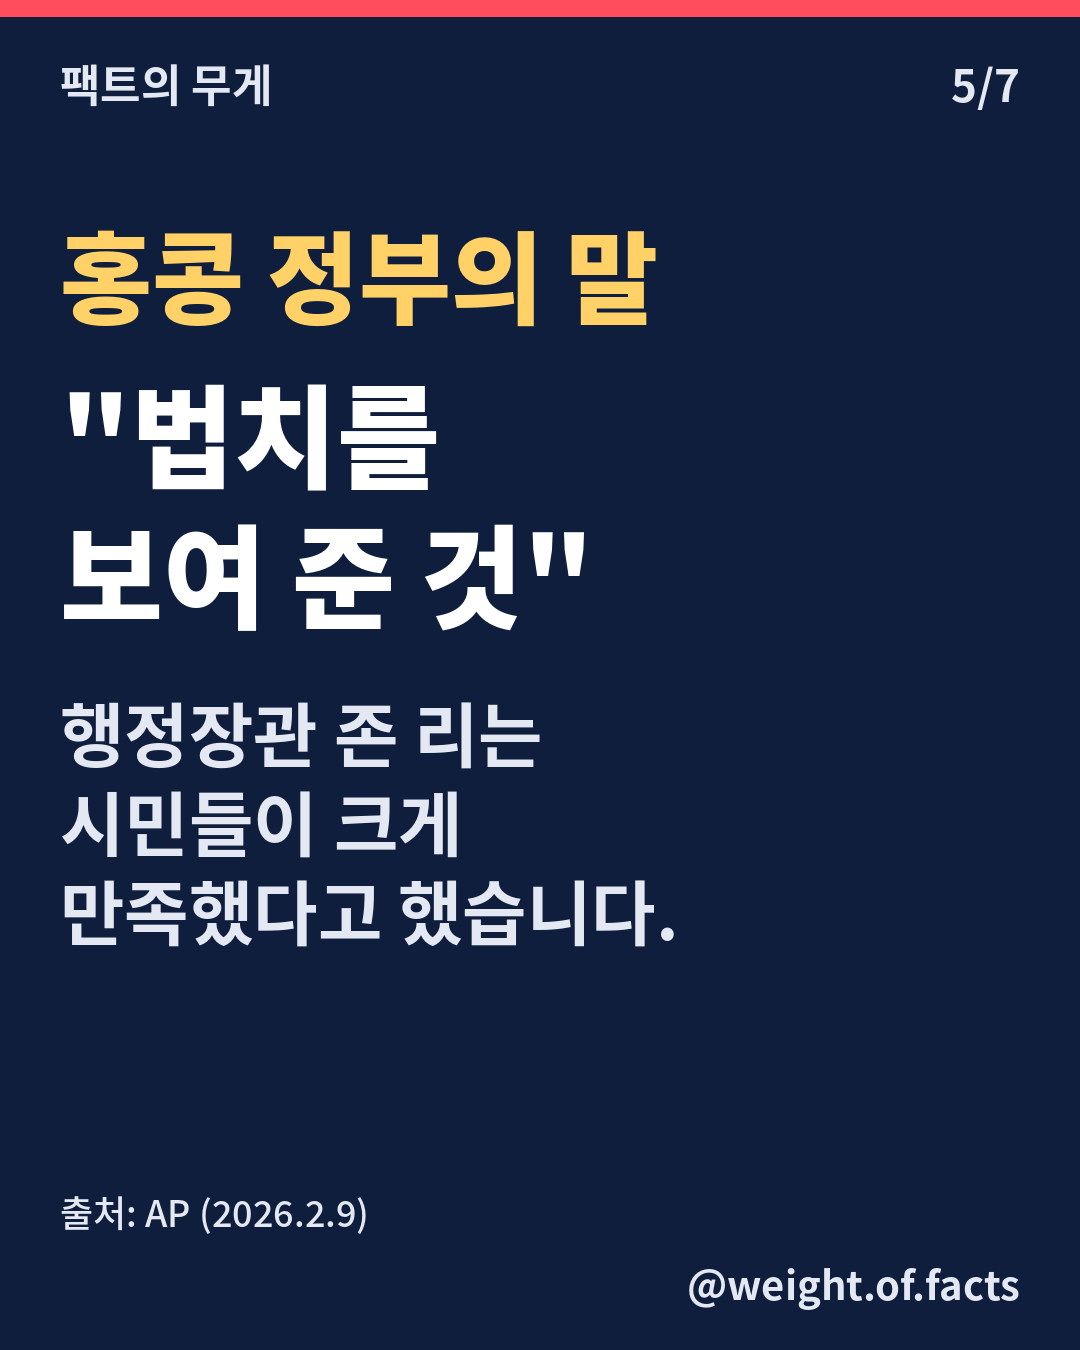 팩트의 무게
5/7
홍콩 정부의 말
"법치를
보여 준 것"
행정장관 존 리는
시민들이 크게
만족했다고 했습니다.
출처: AP (2026.2.9)
@weight.of.facts